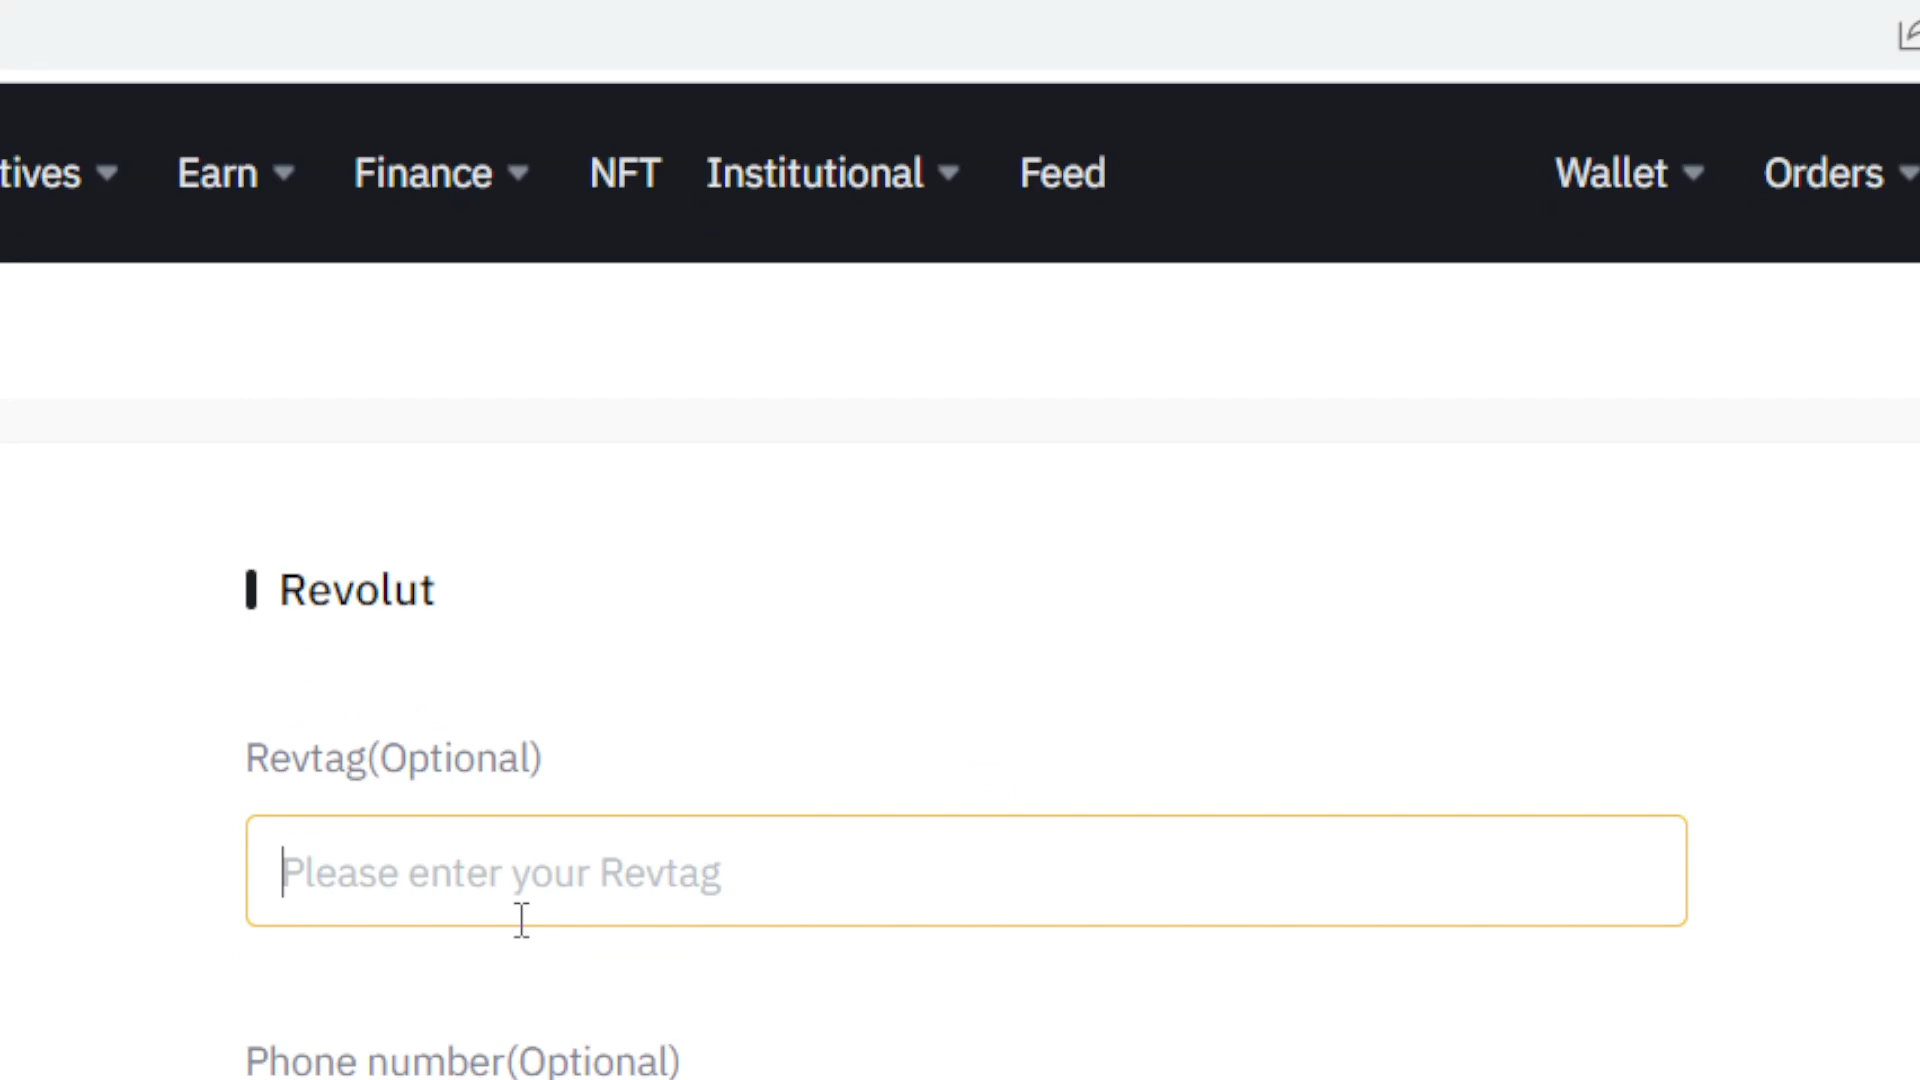 tives Earn Finance NFT Institutional Feed Wallet Orders
Revolut
Revtag(Optional)
Please enter your Revtag
Phone number(Optional)